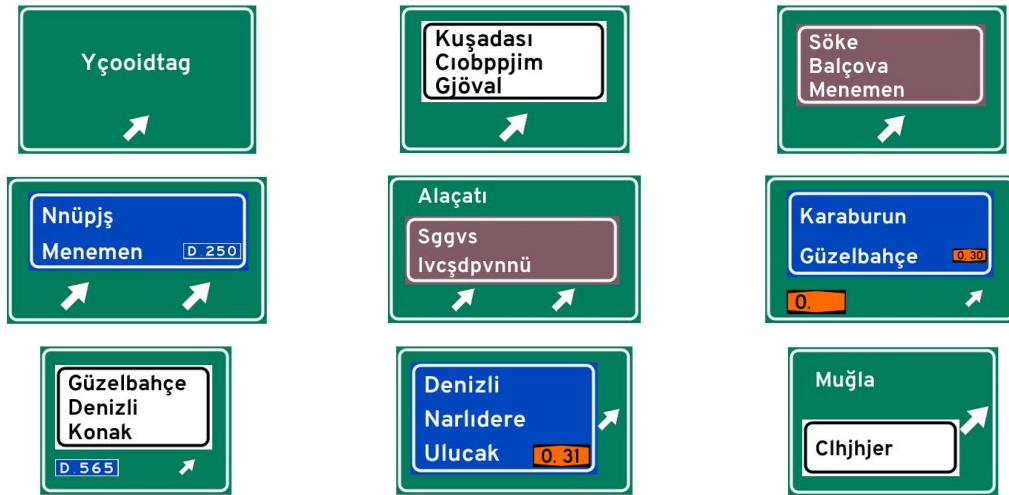 Yçooidtag
Kuşadası
Cıobppjim
Gjöval
Söke
Balçova
Menemen
Nnüpjş
Menemen D.250
Alaçatı
Sggvs
Ivcşdpvnnü
Karaburun
Güzelbahçe 0.30
0.
Güzelbahçe
Denizli
Konak
D.565
Denizli
Narlıdere
Ulucak 0.31
Muğla
Clhjhjer